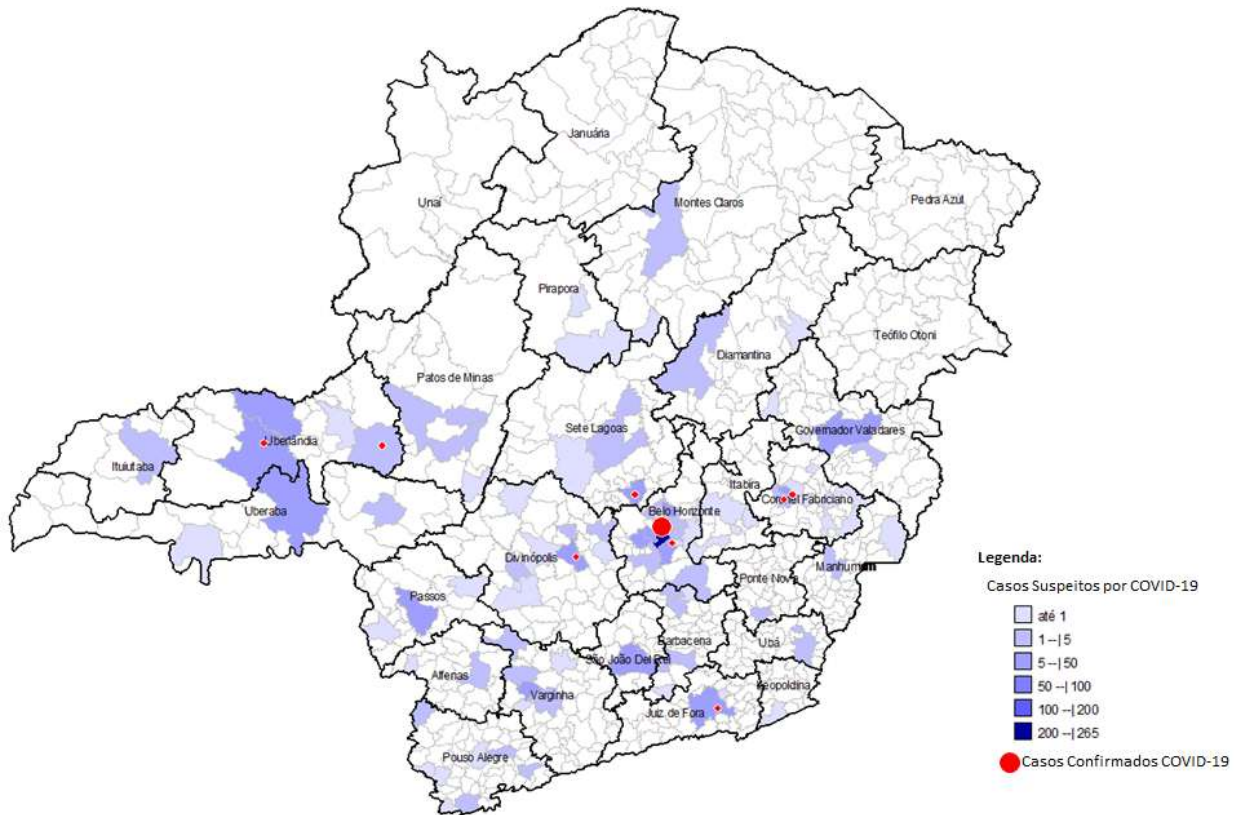 Januária
Montes Claros
Pedra Azul
Unaí
Pirapora
Teófilo Otoni
Diamantina
Patos de Minas
Sete Lagoas
Governador Valadares
Uberlândia
Ituiutaba
Itabira
Coronel Fabriciano
Uberaba
Belo Horizonte
Divinópolis
Legenda:
Manhumirim
Ponte Nova
Casos Suspeitos por COVID-19
Passos
até 1
Barbacena
Ubá
1 --| 5
São João Del Rei
Alfenas
5 --| 50
Leopoldina
Varginha
50 --| 100
Juiz de Fora
100 --| 200
200 --| 265
Pouso Alegre
Casos Confirmados COVID-19